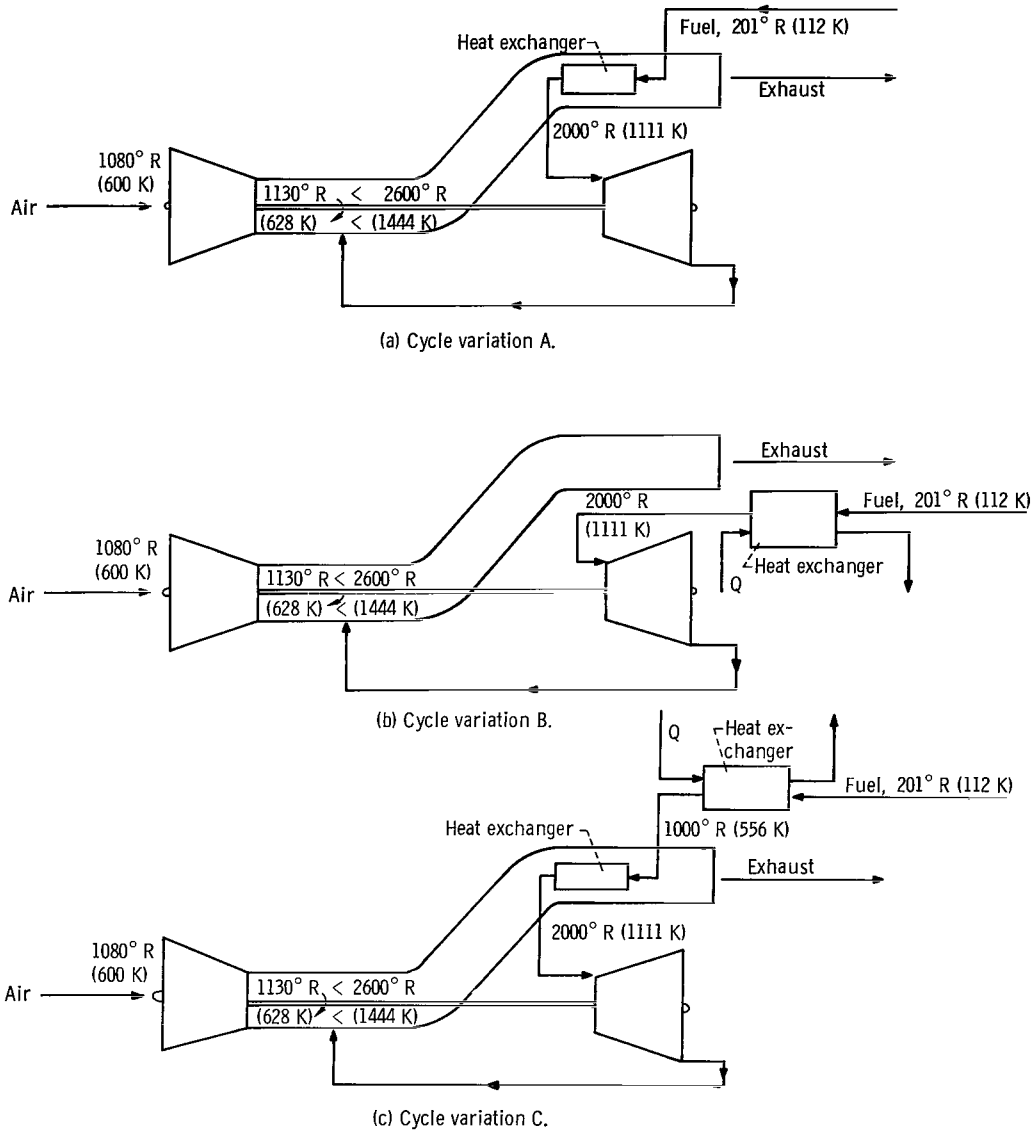 Fuel, 201° R (112 K)
Heat exchanger
Exhaust
2000° R (1111 K)
1080° R
(600 K)
Air
1130° R < 2600° R
(628 K) < (1444 K)
(a) Cycle variation A.
Exhaust
2000° R
(1111 K)
Fuel, 201° R (112 K)
Heat exchanger
Q
1080° R
(600 K)
Air
1130° R < 2600° R
(628 K) < (1444 K)
(b) Cycle variation B.
Q
Heat ex-
changer
Fuel, 201° R (112 K)
1000° R (556 K)
Heat exchanger
Exhaust
2000° R (1111 K)
1080° R
(600 K)
Air
1130° R < 2600° R
(628 K) < (1444 K)
(c) Cycle variation C.